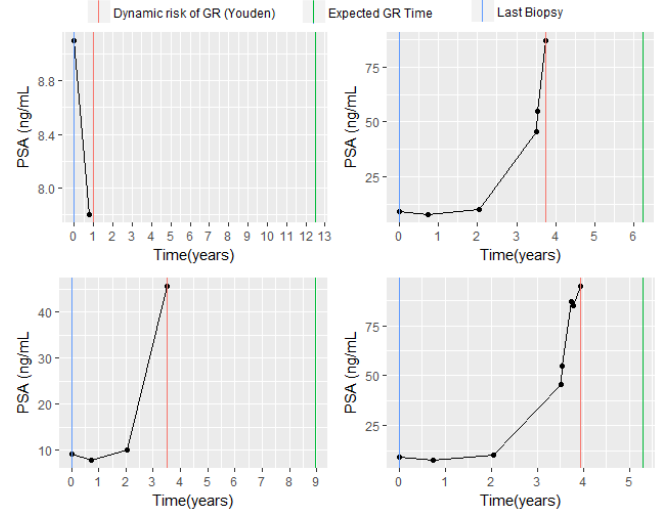 Dynamic risk of GR (Youden) Expected GR Time Last Biopsy
PSA (ng/mL
8.8
8.4
8.0
0 1 2 3 4 5 6 7 8 9 10 11 12 13
Time(years)
PSA (ng/mL
75
50
25
0 1 2 3 4 5 6
Time(years)
PSA (ng/mL
40
30
20
10
0 1 2 3 4 5 6 7 8 9
Time(years)
PSA (ng/mL
75
50
25
0 1 2 3 4 5
Time(years)